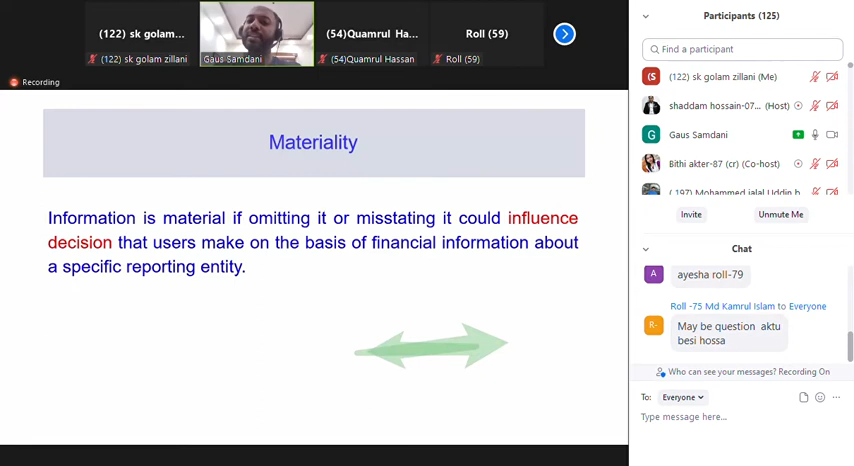 (122) sk golam...
(54)Quamrul Ha...
Roll (59)
(122) sk golam zillani
Gaus Samdani
(54)Quamrul Hassan
Roll (59)
Recording
Materiality
Information is material if omitting it or misstating it could influence
decision that users make on the basis of financial information about
a specific reporting entity.
Participants (125)
Find a participant
(S
(122) sk golam zillani (Me)
shaddam hossain-07... (Host)
G
Gaus Samdani
Bithi akter-87 (cr) (Co-host)
( 197) Mohammed jalal Uddin b
Invite
Unmute Me
Chat
A
ayesha roll-79
Roll -75 Md Kamrul Islam to Everyone
R-
May be question aktu
besi hossa
Who can see your messages? Recording On
To: Everyone
Type message here...